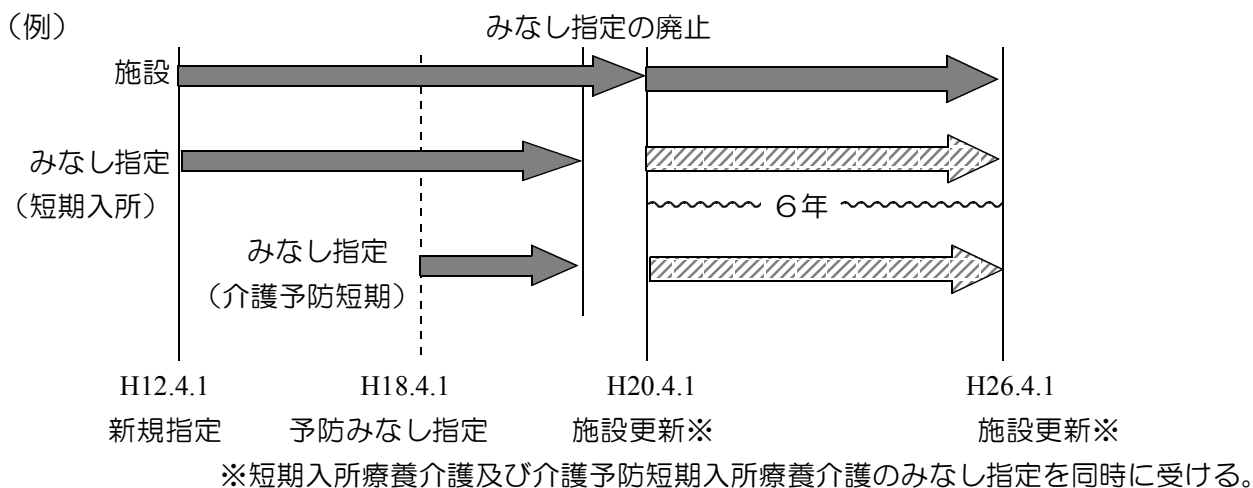 （例）
みなし指定の廃止
施設
みなし指定
（短期入所）
６年
みなし指定
（介護予防短期）
H12.4.1 H18.4.1 H20.4.1 H26.4.1
新規指定 予防みなし指定 施設更新※ 施設更新※
※短期入所療養介護及び介護予防短期入所療養介護のみなし指定を同時に受ける。